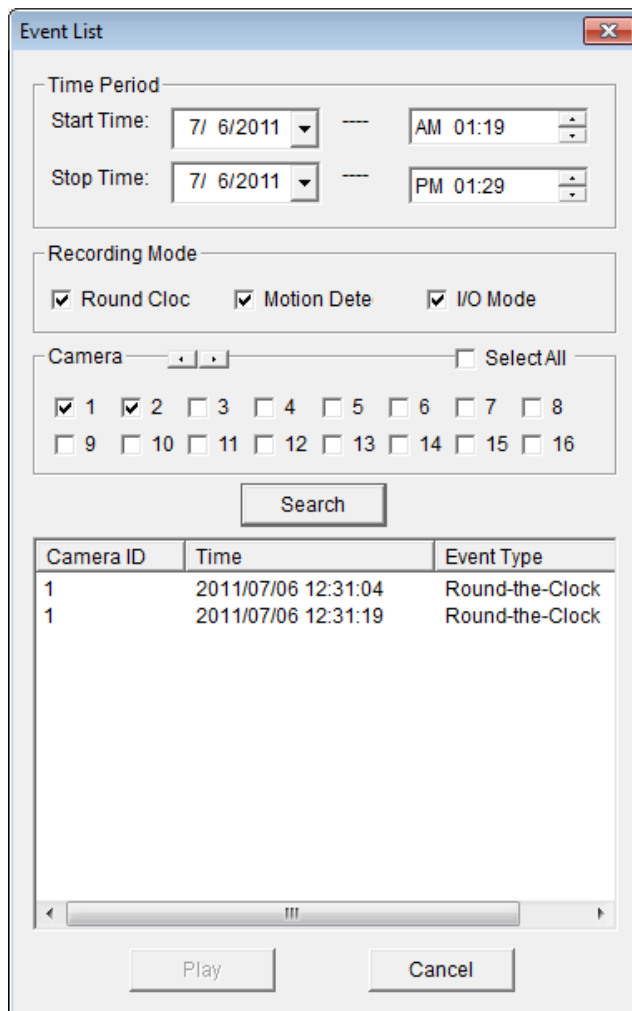 Event List
Time Period
Start Time: 7/ 6/2011 ---- AM 01:19
Stop Time: 7/ 6/2011 ---- PM 01:29
Recording Mode
Round Cloc Motion Dete I/O Mode
Camera Select All
1 2 3 4 5 6 7 8
9 10 11 12 13 14 15 16
Search
Camera ID Time Event Type
1 2011/07/06 12:31:04 Round-the-Clock
1 2011/07/06 12:31:19 Round-the-Clock
Play Cancel